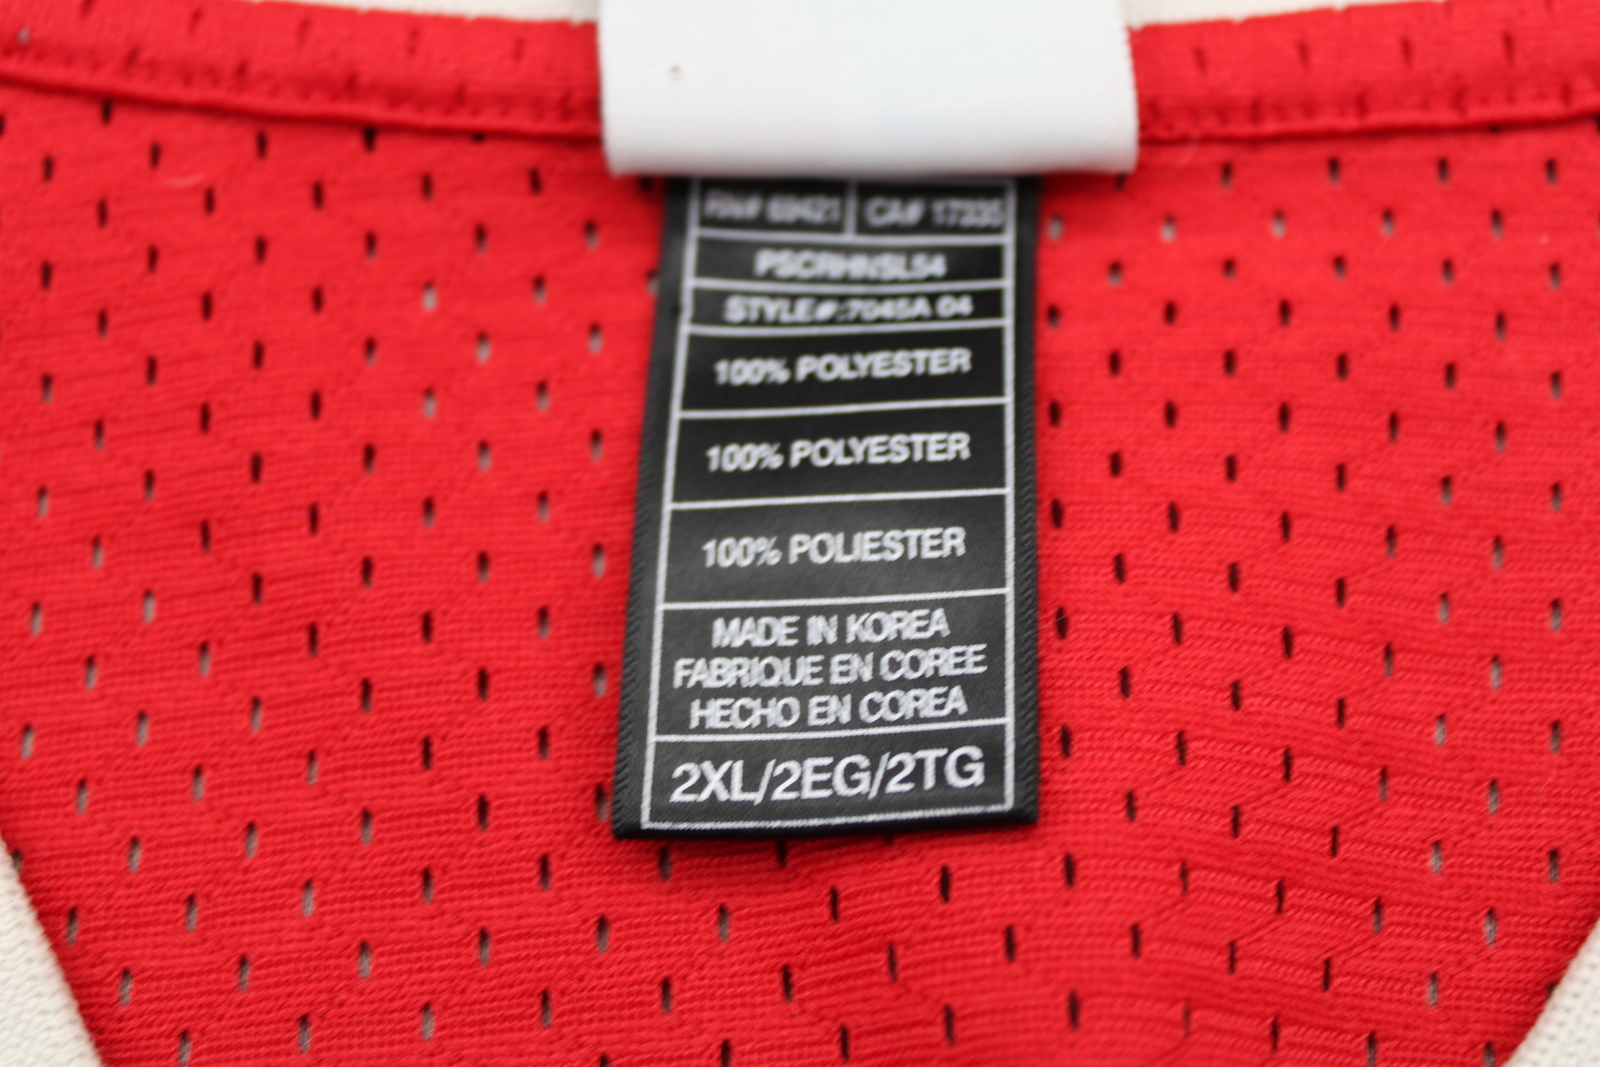 RN# 69421 CA# 17335
STYLE#:7045A 04
100% POLYESTER
100% POLYESTER
100% POLIESTER
MADE IN KOREA
FABRIQUE EN COREE
HECHO EN COREA
2XL/2EG/2TG